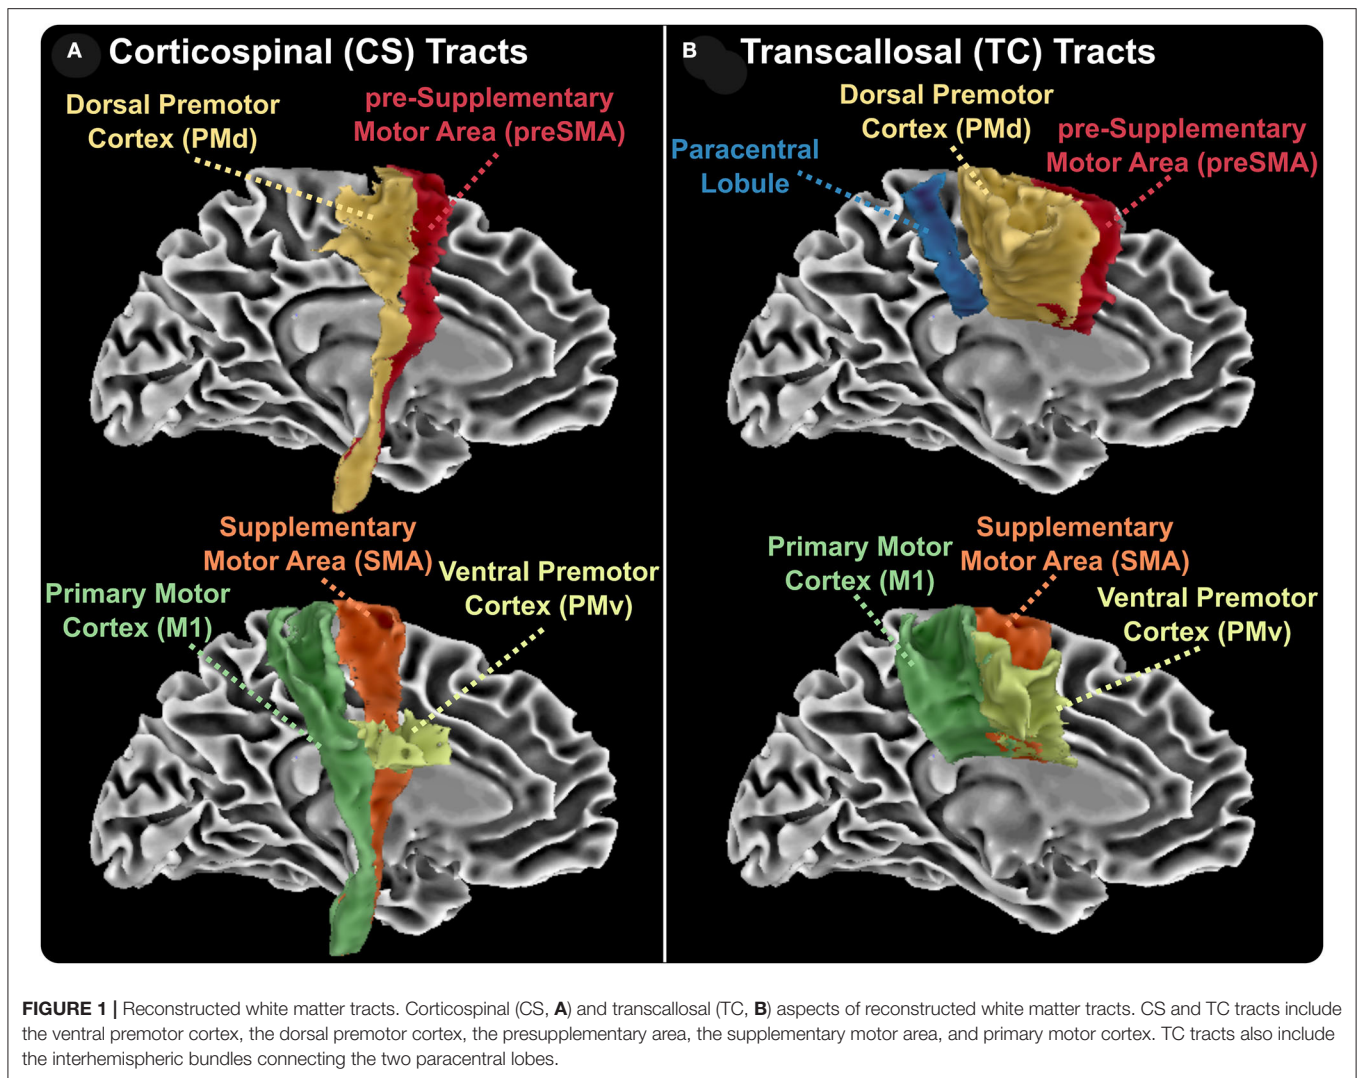 A Corticospinal (CS) Tracts
Dorsal Premotor
Cortex (PMd)
pre-Supplementary
Motor Area (preSMA)
Supplementary
Motor Area (SMA)
Primary Motor
Cortex (M1)
Ventral Premotor
Cortex (PMv)
B Transcallosal (TC) Tracts
Dorsal Premotor
Cortex (PMd)
Paracentral
Lobule
pre-Supplementary
Motor Area (preSMA)
Primary Motor
Cortex (M1)
Supplementary
Motor Area (SMA)
Ventral Premotor
Cortex (PMv)
FIGURE 1 | Reconstructed white matter tracts. Corticospinal (CS, A) and transcallosal (TC, B) aspects of reconstructed white matter tracts. CS and TC tracts include
the ventral premotor cortex, the dorsal premotor cortex, the presupplementary area, the supplementary motor area, and primary motor cortex. TC tracts also include
the interhemispheric bundles connecting the two paracentral lobes.